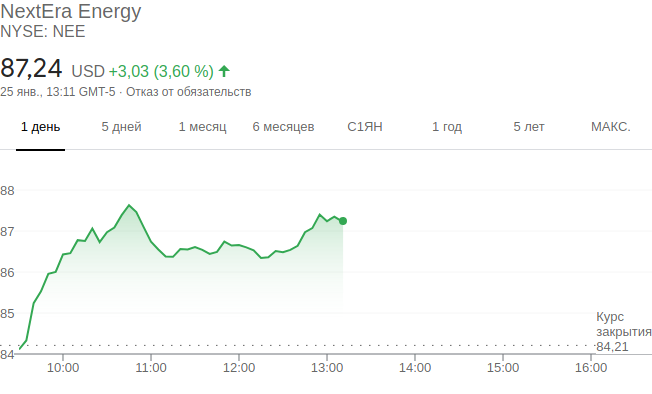 NextEra Energy
NYSE: NEE
87,24 USD +3,03 (3,60 %)
25 янв., 13:11 GMT-5 · Отказ от обязательств
1 день 5 дней 1 месяц 6 месяцев С1ЯН 1 год 5 лет МАКС.
88
87
86
85
84
Курс
закрытия
84,21
10:00 11:00 12:00 13:00 14:00 15:00 16:00